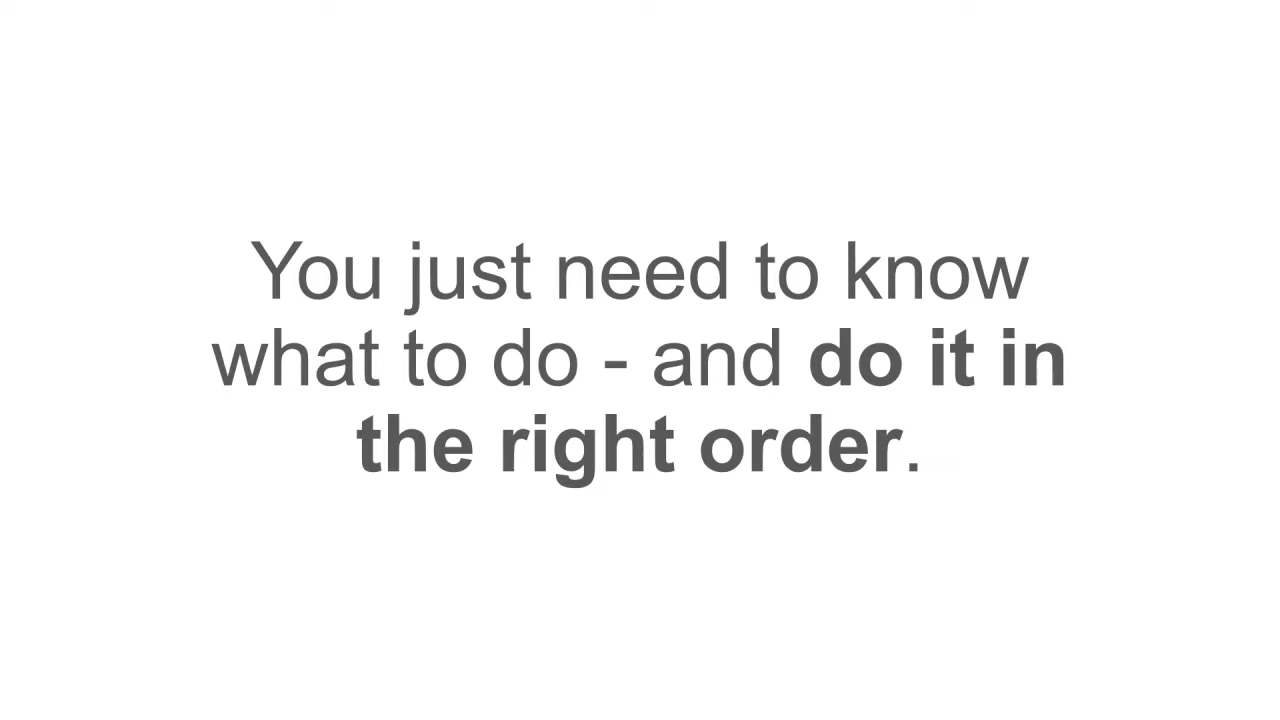 You just need to know
what to do - and do it in
the right order.